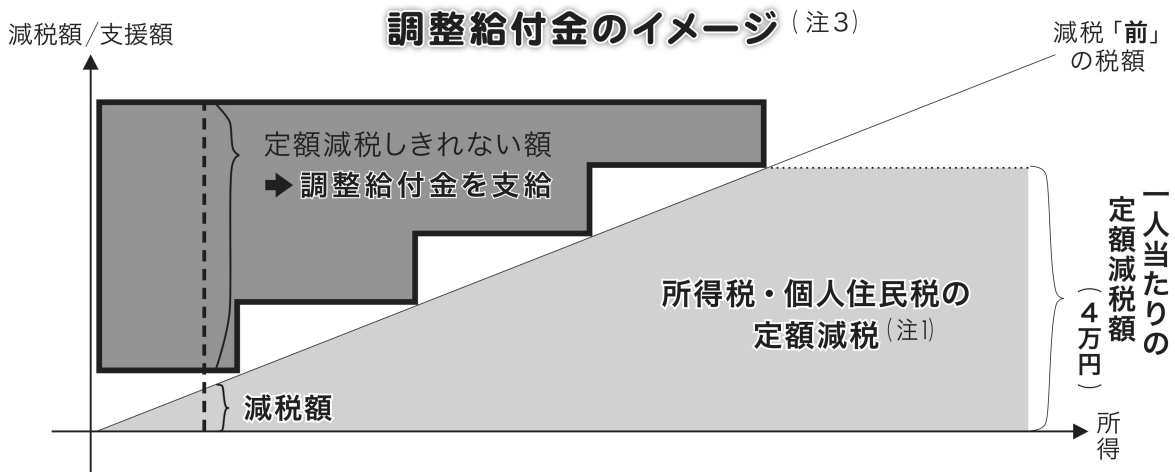 調整給付金のイメージ(注3)
減税額/支援額
減税「前」
の税額
定額減税しきれない額
➡調整給付金を支給
一人当たりの
定額減税額
(4万円)
所得税・個人住民税の
定額減税(注1)
減税額
所得